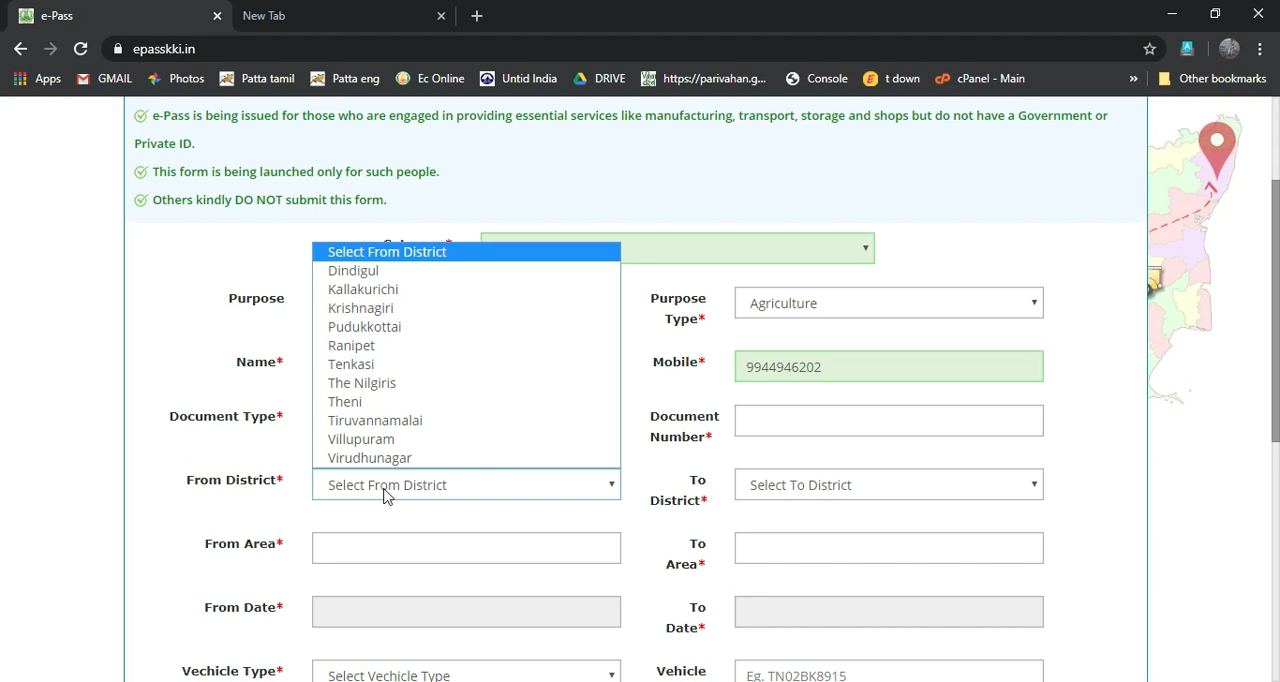 e-Pass
New Tab
epasskki.in
Apps GMAIL Photos Patta tamil Patta eng Ec Online Untid India DRIVE https://parivahan.g... Console t down cPanel - Main » Other bookmarks
e-Pass is being issued for those who are engaged in providing essential services like manufacturing, transport, storage and shops but do not have a Government or
Private ID.
This form is being launched only for such people.
Others kindly DO NOT submit this form.
Select From District
Dindigul
Kallakurichi
Krishnagiri
Pudukkottai
Ranipet
Tenkasi
The Nilgiris
Theni
Tiruvannamalai
Villupuram
Virudhunagar
Purpose
Purpose
Type*
Agriculture
Name*
Mobile*
9944946202
Document Type*
Document
Number*
From District*
Select From District
To
District*
Select To District
From Area*
To
Area*
From Date*
To
Date*
Vechicle Type*
Select Vechicle Type
Vehicle
Eg. TN02BK8915